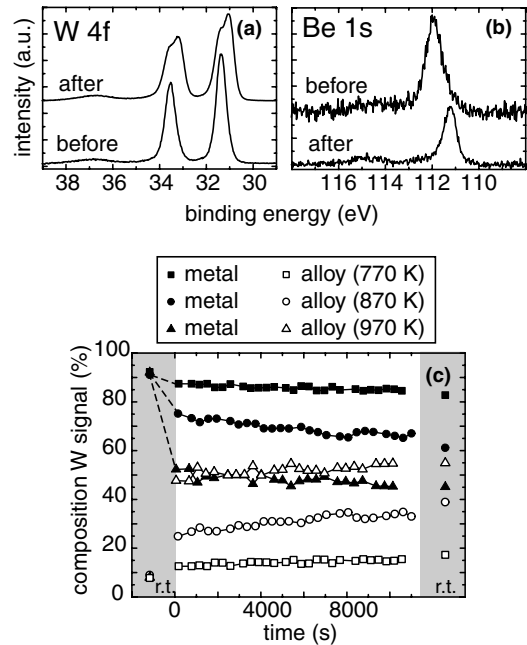 W 4f
(a)
Be 1s
(b)
after
before
before
after
intensity (a.u.)
38 36 34 32 30
116 114 112 110
binding energy (eV)
metal alloy (770 K)
metal alloy (870 K)
metal alloy (970 K)
(c)
composition W signal (%)
100
80
60
40
20
0
r.t.
r.t.
0 4000 8000
time (s)